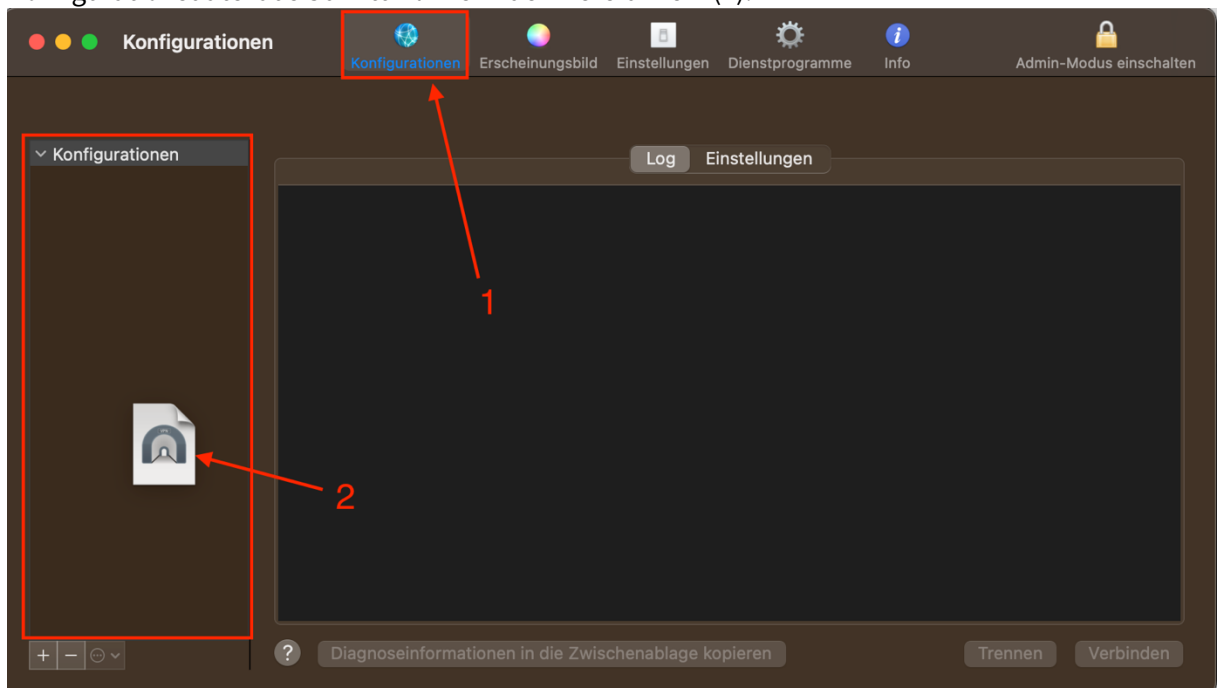 Konfigurationen
Konfigurationen Erscheinungsbild Einstellungen Dienstprogramme Info Admin-Modus einschalten
Konfigurationen
Log Einstellungen
1
2
+ −
? Diagnoseinformationen in die Zwischenablage kopieren Trennen Verbinden